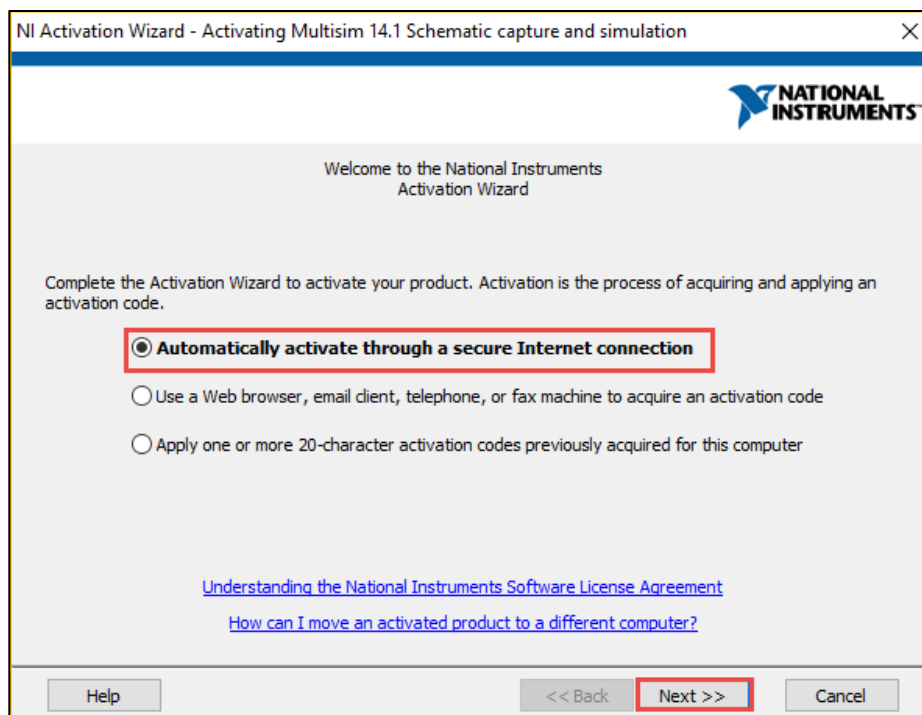 NI Activation Wizard - Activating Multisim 14.1 Schematic capture and simulation
NATIONAL
INSTRUMENTS
Welcome to the National Instruments
Activation Wizard
Complete the Activation Wizard to activate your product. Activation is the process of acquiring and applying an
activation code.
Automatically activate through a secure Internet connection
Use a Web browser, email client, telephone, or fax machine to acquire an activation code
Apply one or more 20-character activation codes previously acquired for this computer
Understanding the National Instruments Software License Agreement
How can I move an activated product to a different computer?
Help << Back Next >> Cancel